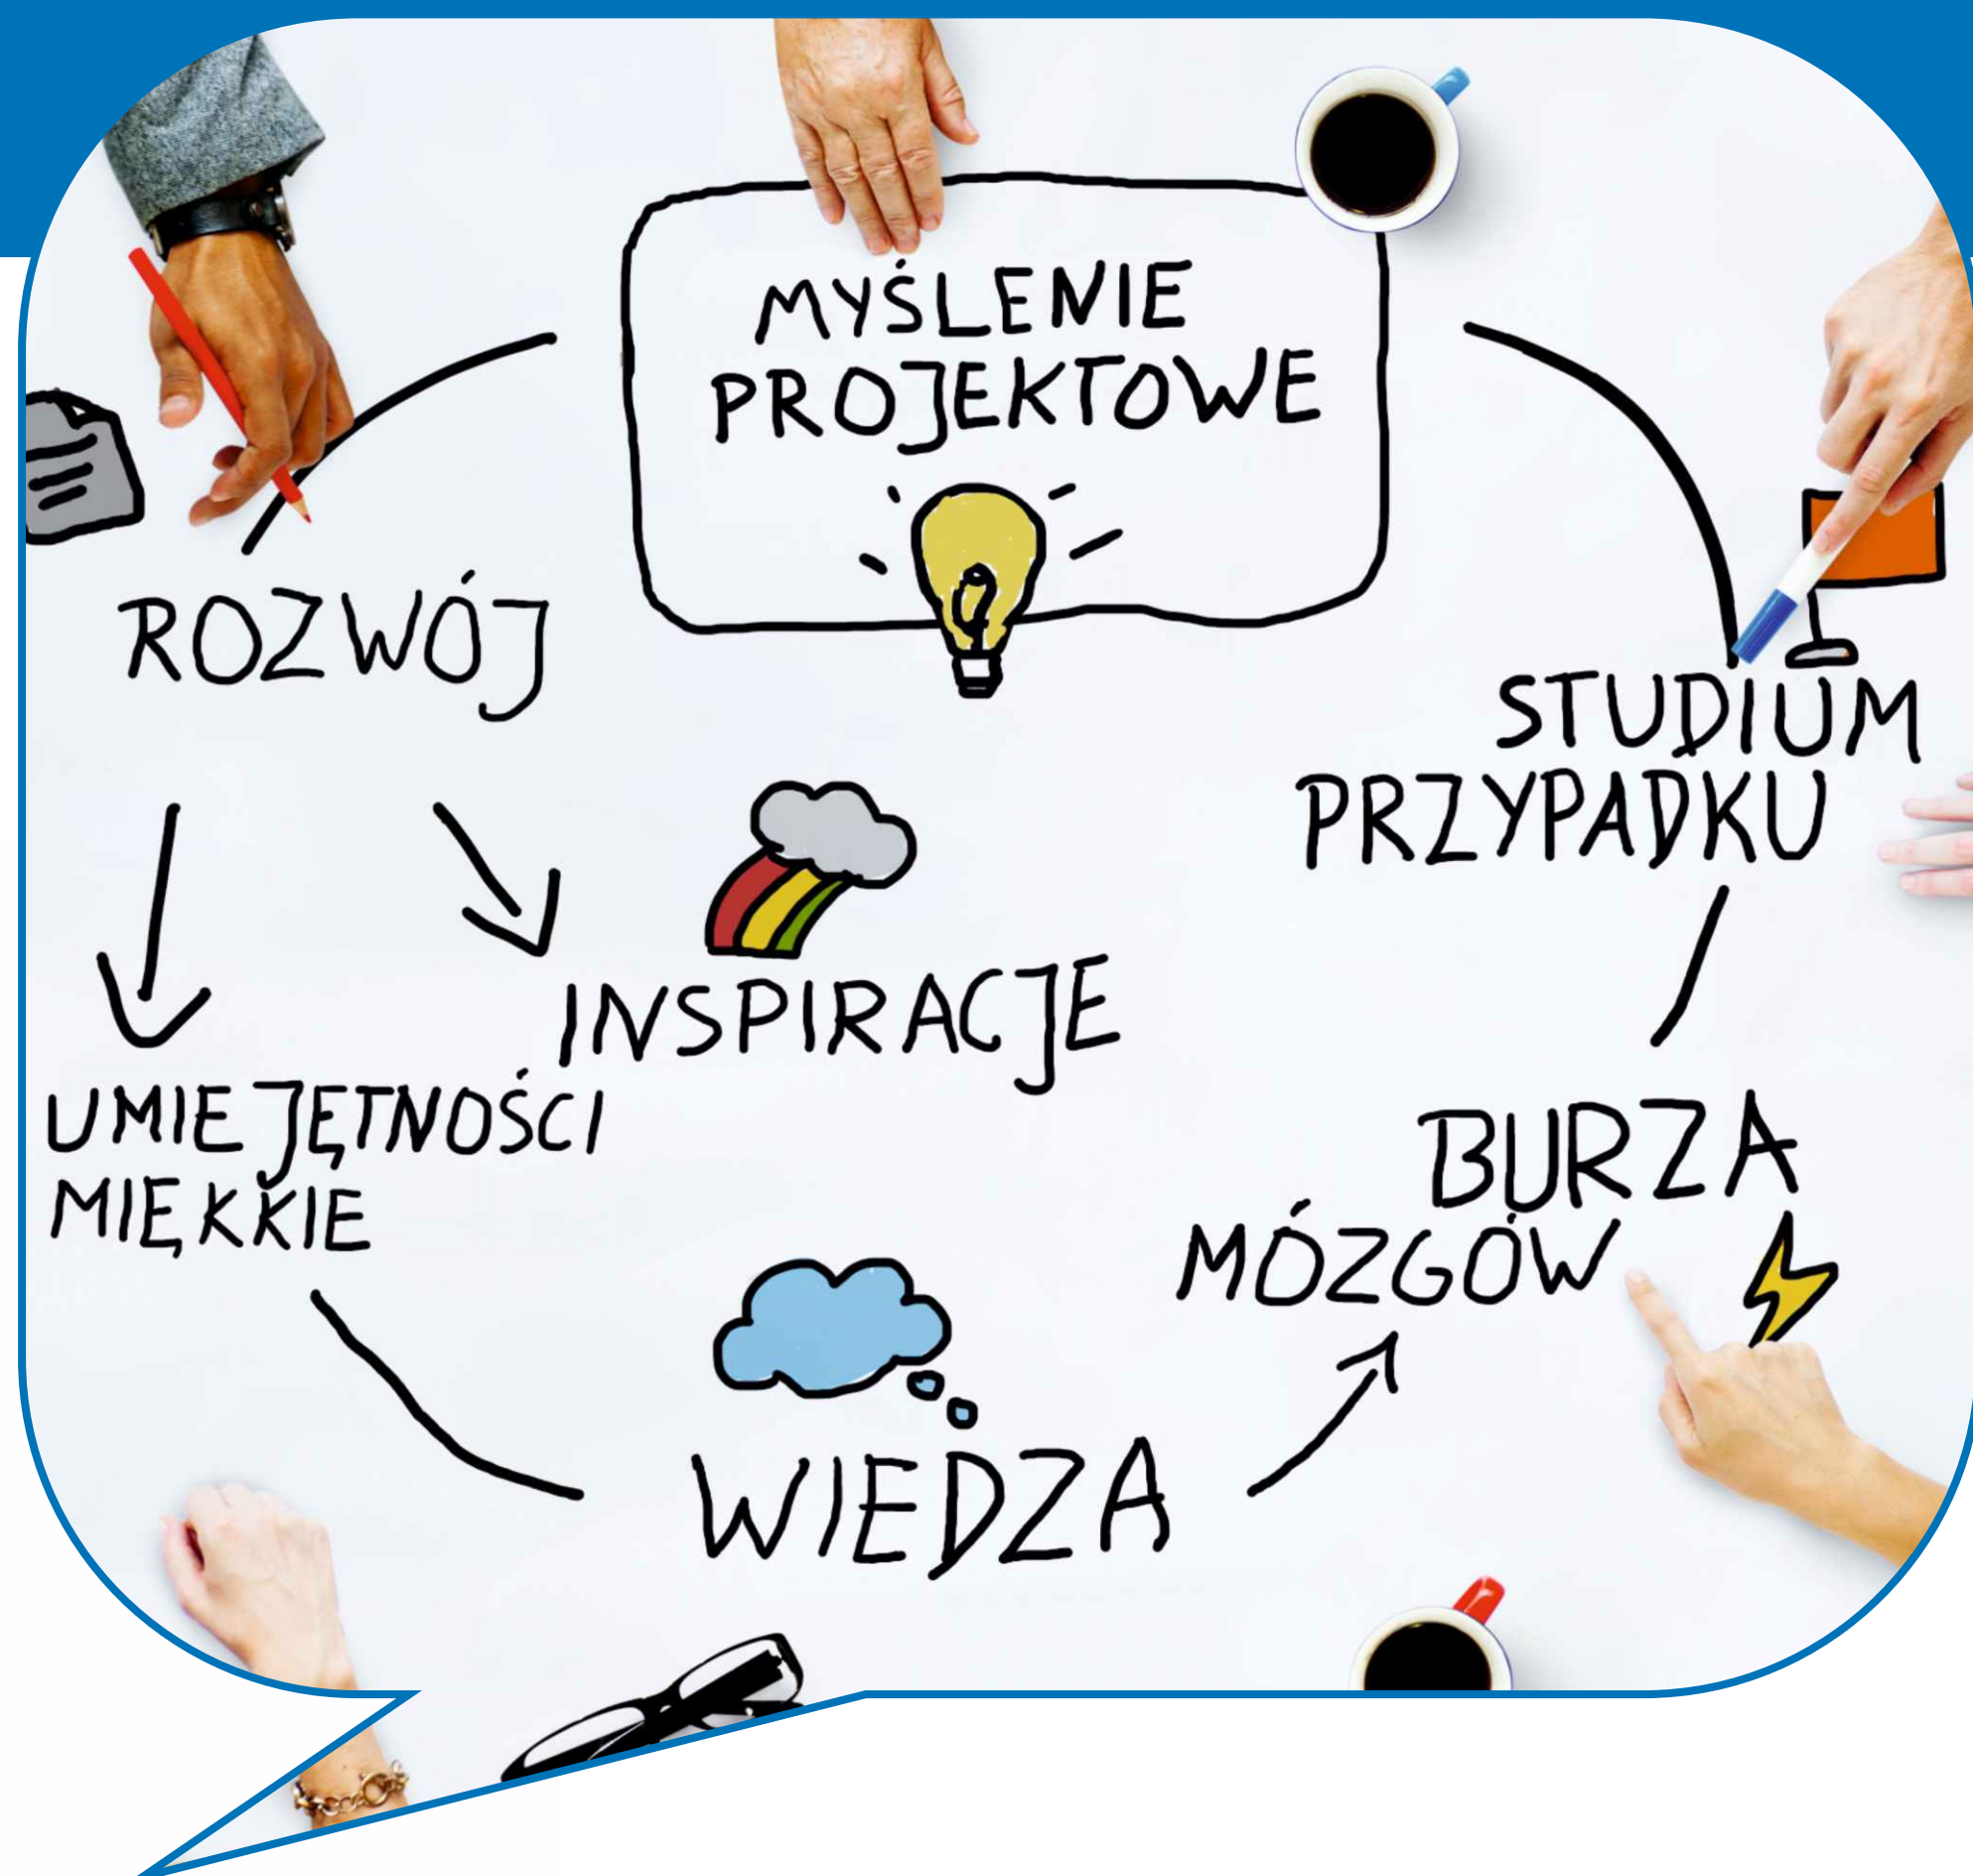 MYŚLENIE
PROJEKTOWE
ROZWÓJ
STUDIUM
PRZYPADKU
INSPIRACJE
UMIEJĘTNOŚCI
MIĘKKIE
BURZA
MÓZGÓW
WIEDZA